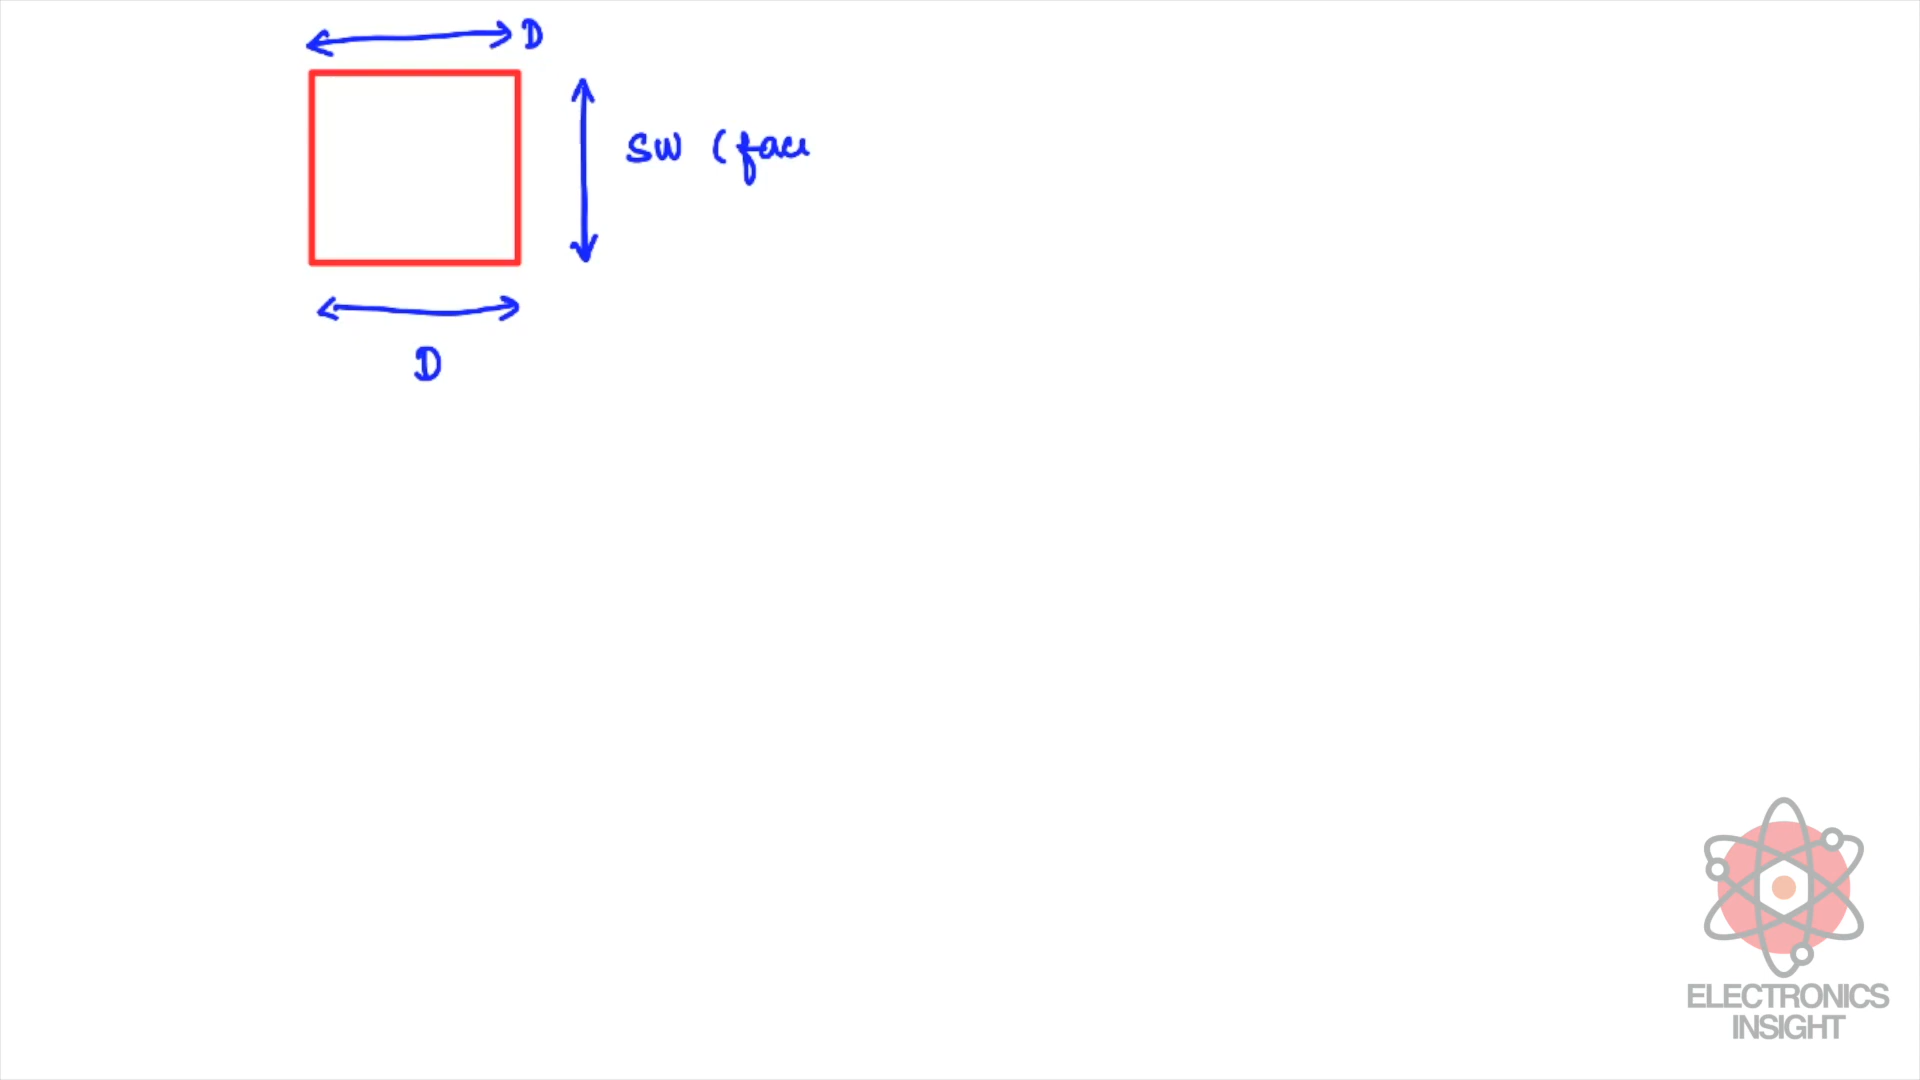 D
SW (fac
D
ELECTRONICS
INSIGHT